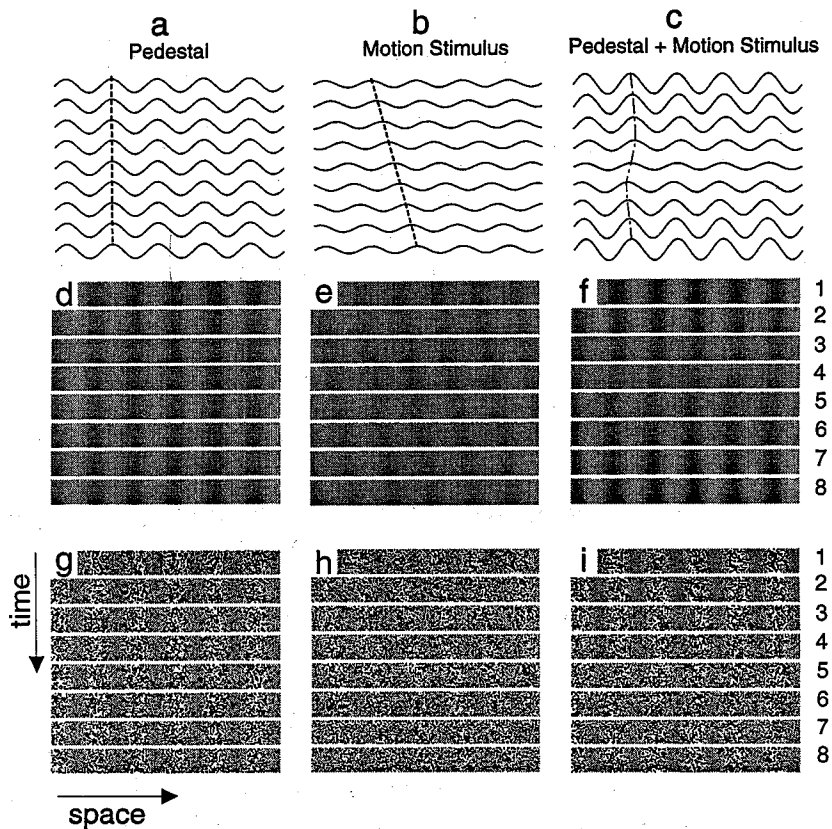 a
Pedestal
b
Motion Stimulus
c
Pedestal + Motion Stimulus
d
e
f
1
2
3
4
5
6
7
8
g
h
i
1
2
3
4
5
6
7
8
time
space